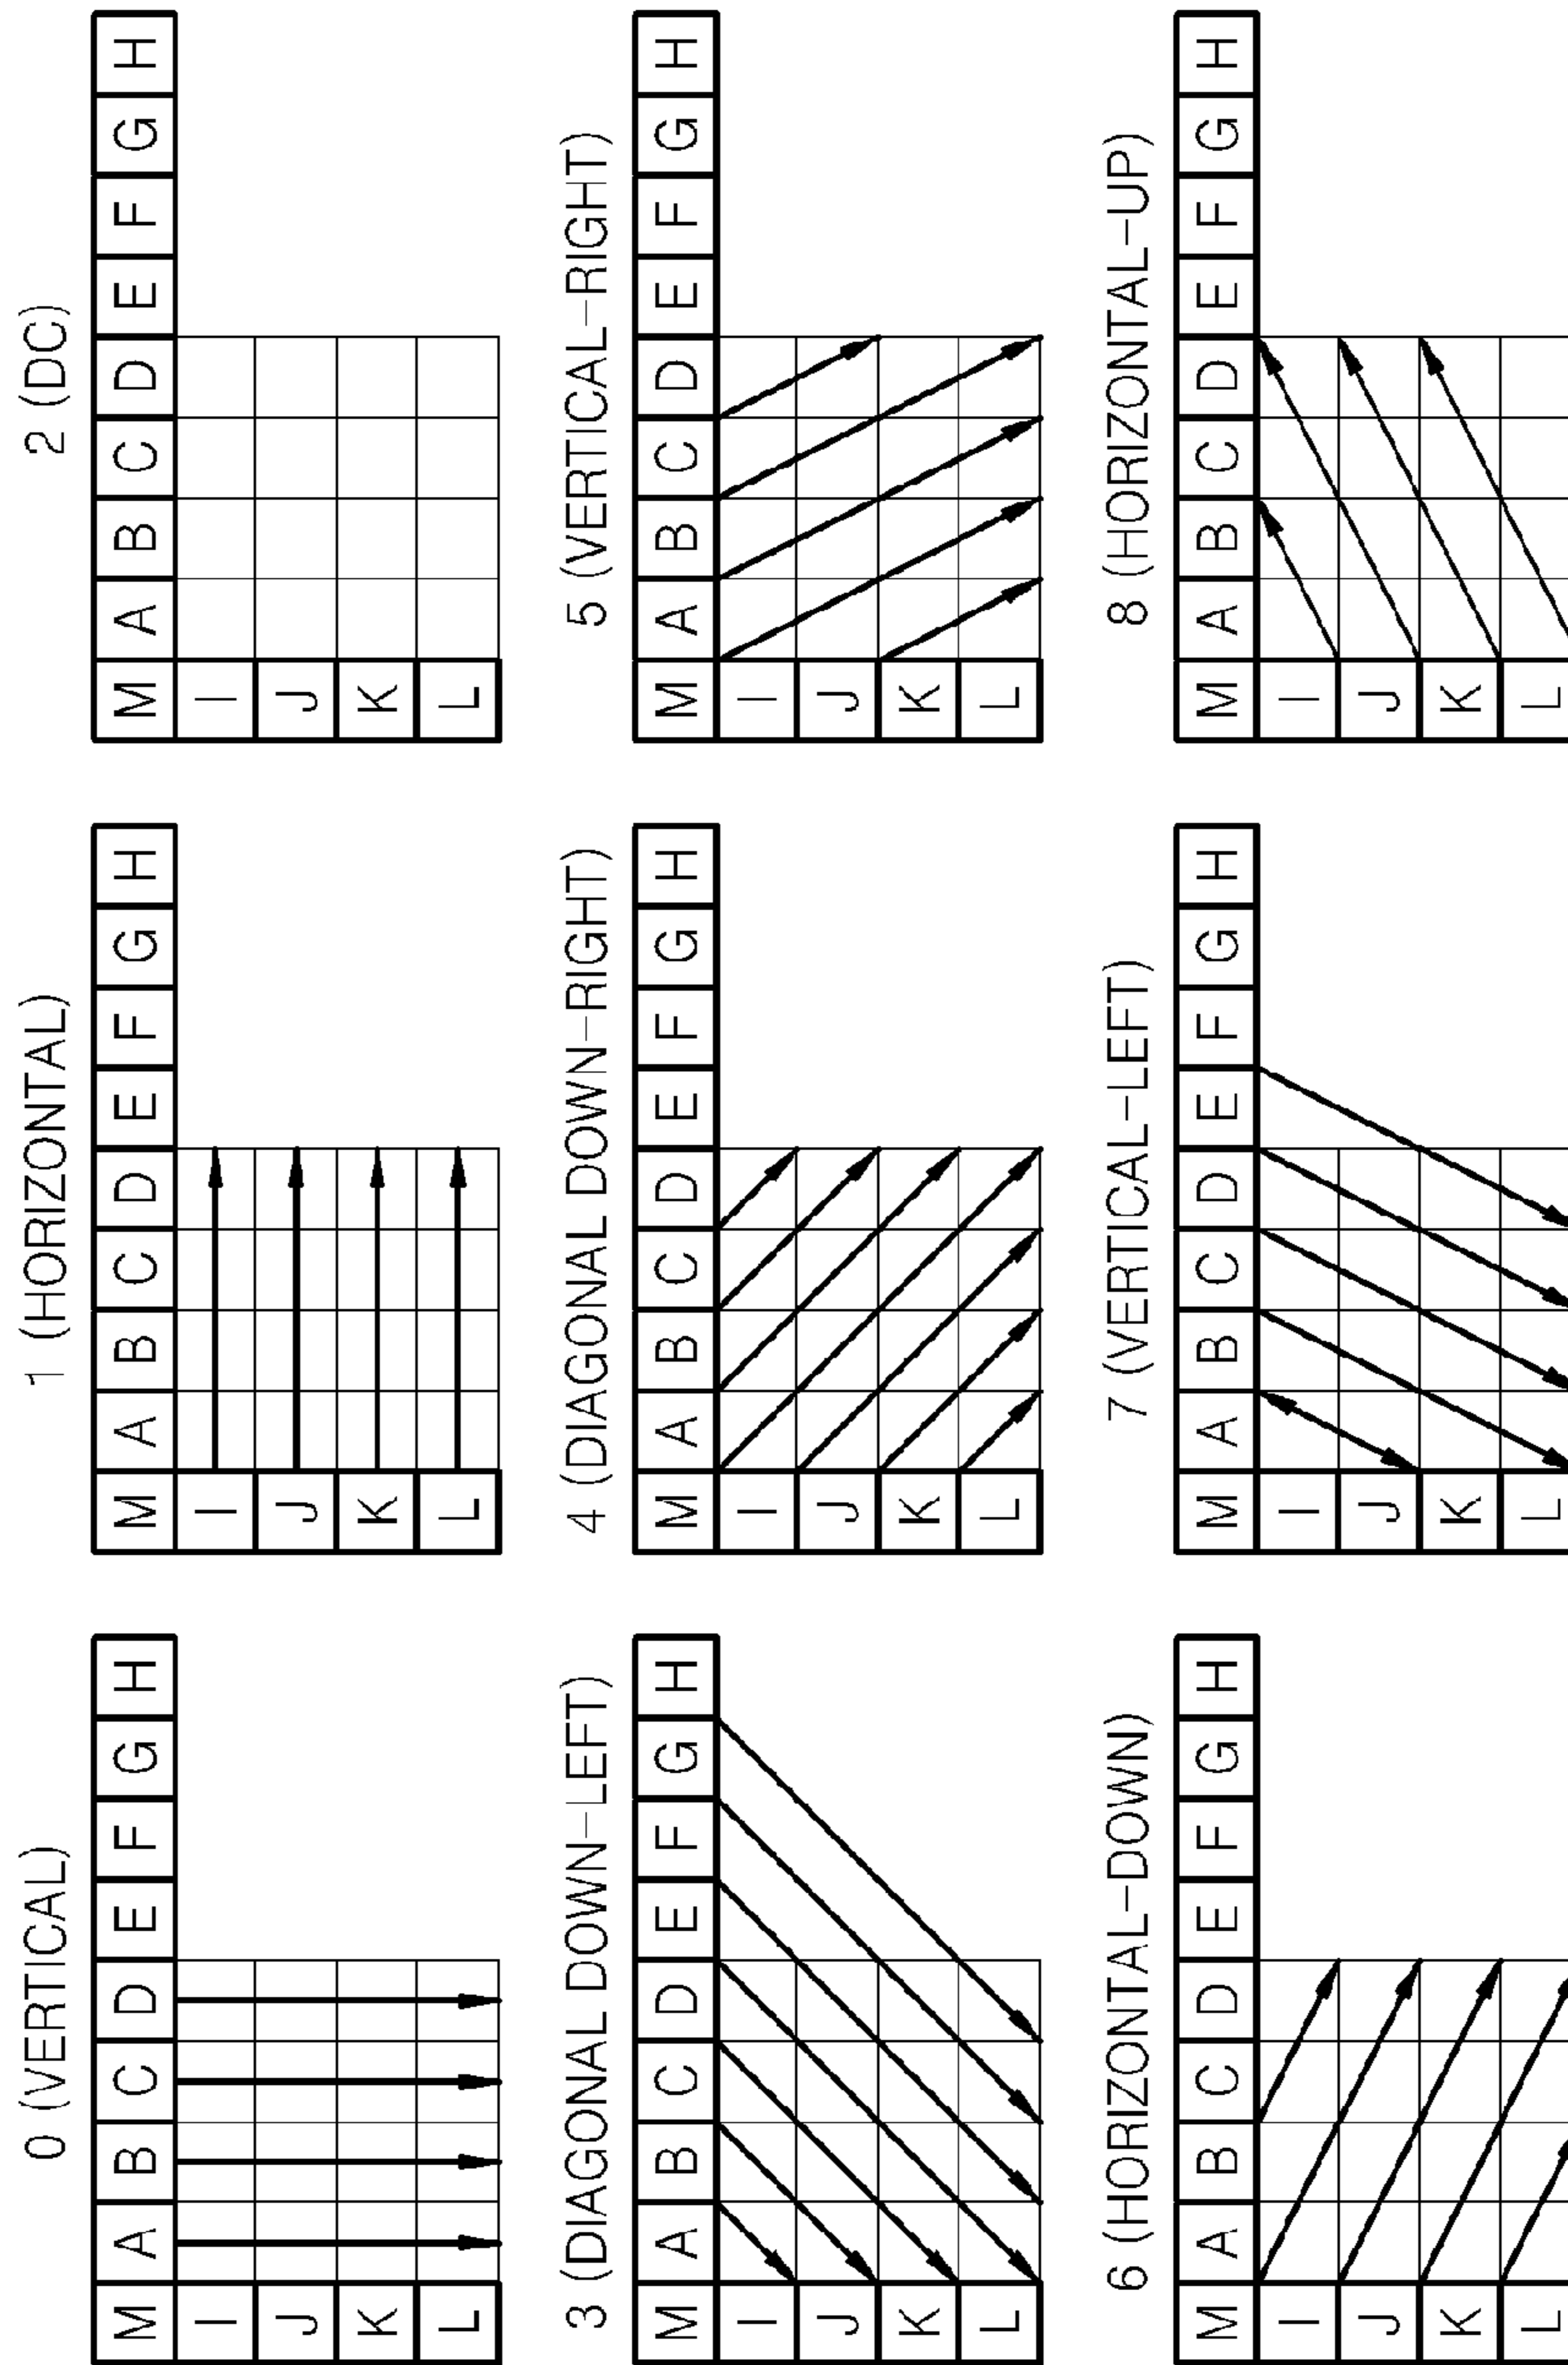 0 (VERTICAL)
M A B C D E F G H
I
J
K
L
1 (HORIZONTAL)
M A B C D E F G H
I
J
K
L
2 (DC)
M A B C D E F G H
I
J
K
L
3 (DIAGONAL DOWN-LEFT)
M A B C D E F G H
I
J
K
L
4 (DIAGONAL DOWN-RIGHT)
M A B C D E F G H
I
J
K
L
5 (VERTICAL-RIGHT)
M A B C D E F G H
I
J
K
L
6 (HORIZONTAL-DOWN)
M A B C D E F G H
I
J
K
L
7 (VERTICAL-LEFT)
M A B C D E F G H
I
J
K
L
8 (HORIZONTAL-UP)
M A B C D E F G H
I
J
K
L